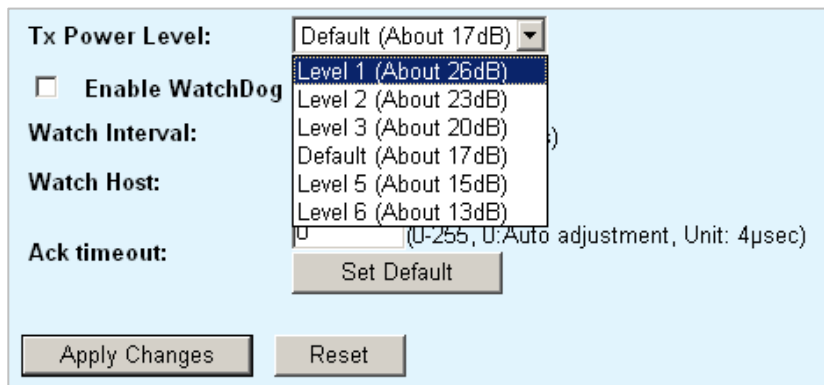 Tx Power Level: Default (About 17dB)
Level 1 (About 26dB)
Enable WatchDog
Level 2 (About 23dB)
Watch Interval: Level 3 (About 20dB)
Default (About 17dB)
Watch Host: Level 5 (About 15dB)
Level 6 (About 13dB)
Ack timeout: 0 (0-255, 0:Auto adjustment, Unit: 4µsec)
Set Default
Apply Changes Reset